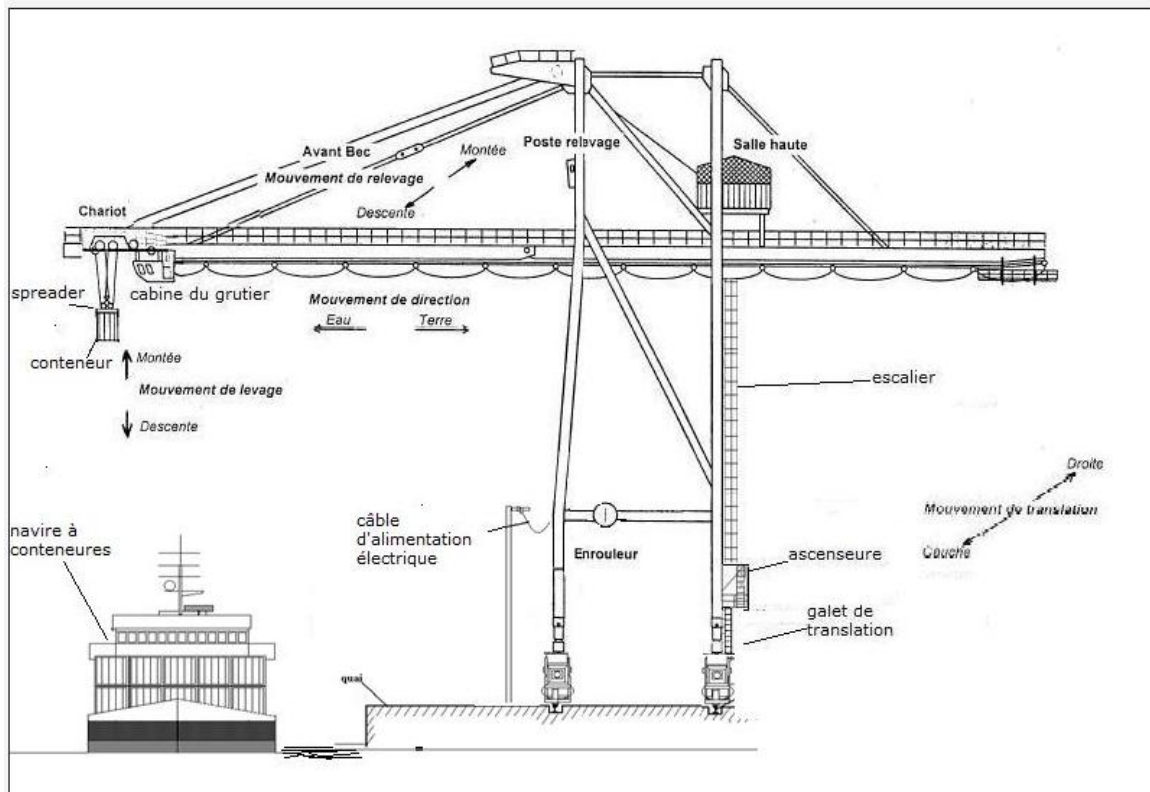 Poste relevage
Salle haute
Avant Bec
Montée
Mouvement de relevage
Descente
Chariot
spreader
cabine du grutier
Mouvement de direction
Eau
Terre
conteneur
Montée
Mouvement de levage
Descente
escalier
Droite
Mouvement de translation
Gauche
navire à
conteneures
câble
d'alimentation
électrique
Enrouleur
ascenseure
galet de
translation
quai